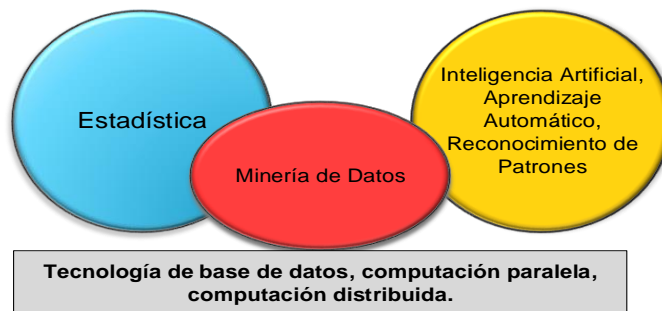 Estadística
Minería de Datos
Inteligencia Artificial,
Aprendizaje
Automático,
Reconocimiento de
Patrones
Tecnología de base de datos, computación paralela,
computación distribuida.